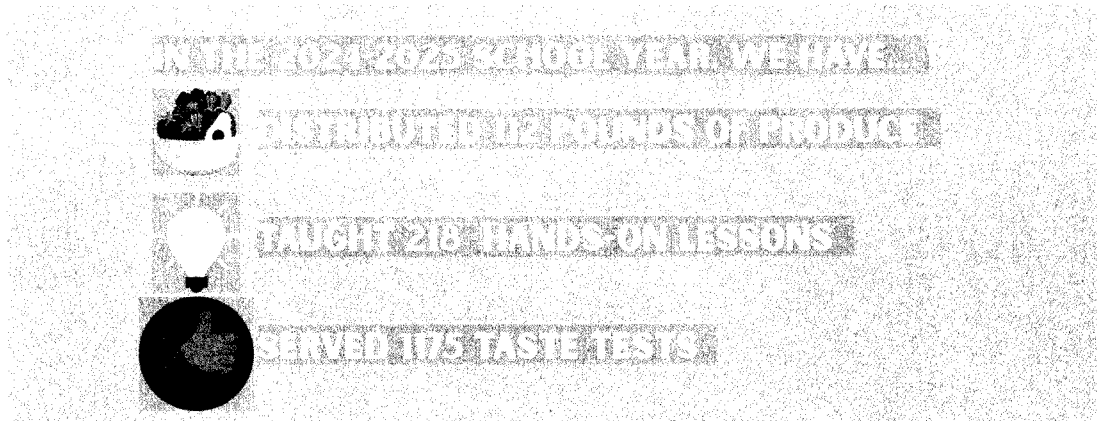 IN THE 2024-2025 SCHOOL YEAR, WE HAVE...
DISTRIBUTED 112 POUNDS OF PRODUCE
TAUGHT 218 HANDS-ON LESSONS
SERVED 1175 TASTE TESTS